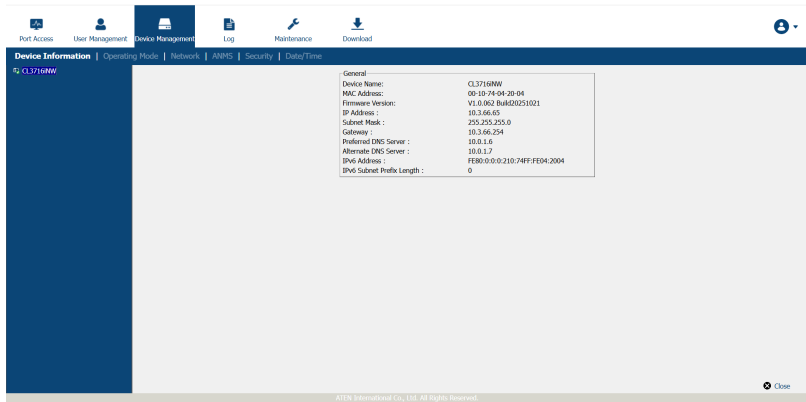 Port Access User Management Device Management Log Maintenance Download
Device Information | Operating Mode | Network | ANMS | Security | Date/Time
CL3716iNW
General
Device Name: CL3716iNW
MAC Address: 00-10-74-04-20-04
Firmware Version: V1.0.062 Build20251021
IP Address : 10.3.66.65
Subnet Mask : 255.255.255.0
Gateway : 10.3.66.254
Preferred DNS Server : 10.0.1.6
Alternate DNS Server : 10.0.1.7
IPv6 Address : FE80:0:0:0:210:74FF:FE04:2004
IPv6 Subnet Prefix Length : 0
Close
ATEN International Co., Ltd. All Rights Reserved.